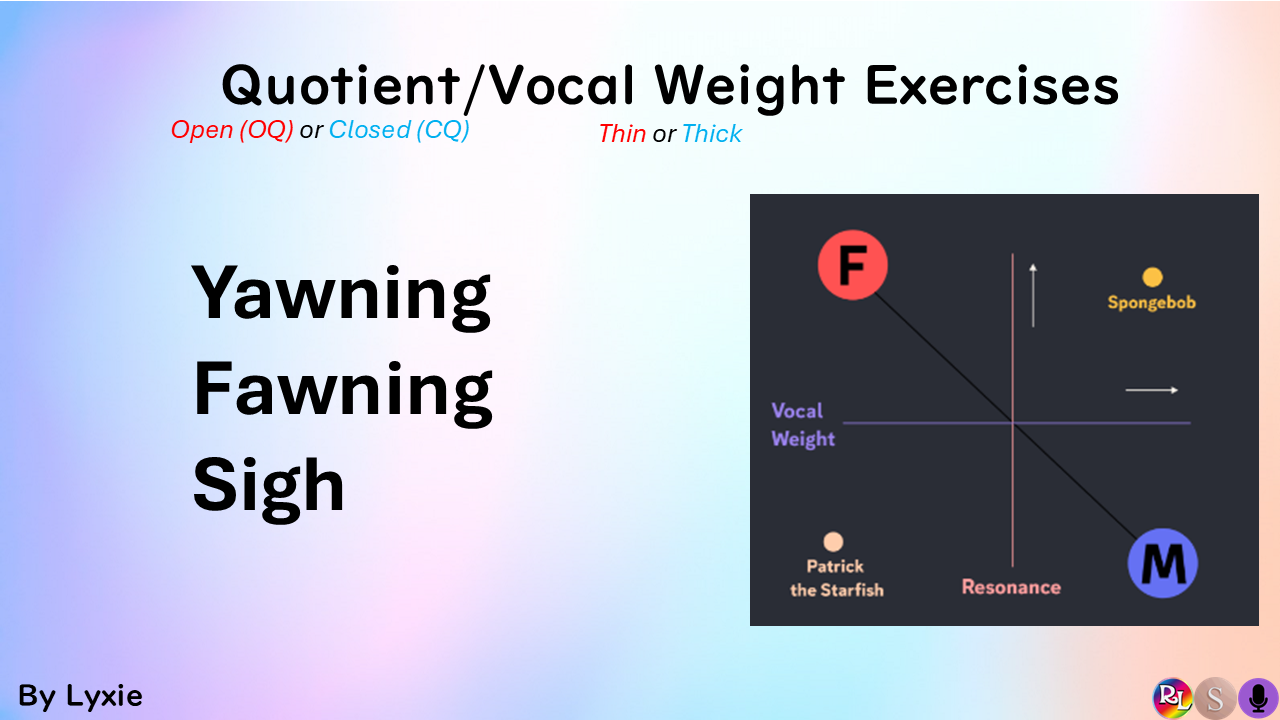 Quotient/Vocal Weight Exercises
Open (OQ) or Closed (CQ)
Thin or Thick
Yawning
Fawning
Sigh
F
Spongebob
Vocal
Weight
Patrick
the Starfish
Resonance
M
By Lyxie
RL
S